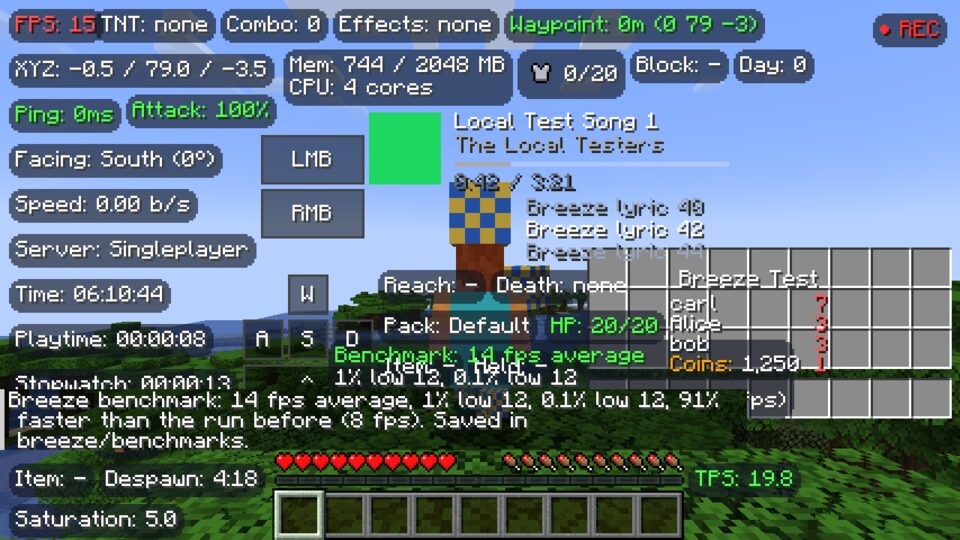 FPS: 15 TNT: none Combo: 0 Effects: none Waypoint: 0m (0 79 -3)
● REC
XYZ: -0.5 / 79.0 / -3.5
Mem: 744 / 2048 MB
CPU: 4 cores
0/20
Block: -
Day: 0
Ping: 0ms
Attack: 100%
Local Test Song 1
The Local Testers
0:42 / 3:21
Facing: South (0°)
LMB
Speed: 0.00 b/s
RMB
Breeze lyric 40
Breeze lyric 42
Breeze lyric 44
Server: Singleplayer
Time: 06:10:44
W
Reach: - Death: none
Breeze Test
carl 7
Alice 3
bob 3
Coins: 1,250 1
Playtime: 00:00:08
A S D
Pack: Default HP: 20/20
Benchmark: 14 fps average
Item: - Held: -
1% low 12, 0.1% low 12
Stopwatch: 00:00:13
^
Breeze benchmark: 14 fps average, 1% low 12, 0.1% low 12, 91% fps)
faster than the run before (8 fps). Saved in
breeze/benchmarks.
Item: - Despawn: 4:18
TPS: 19.8
Saturation: 5.0